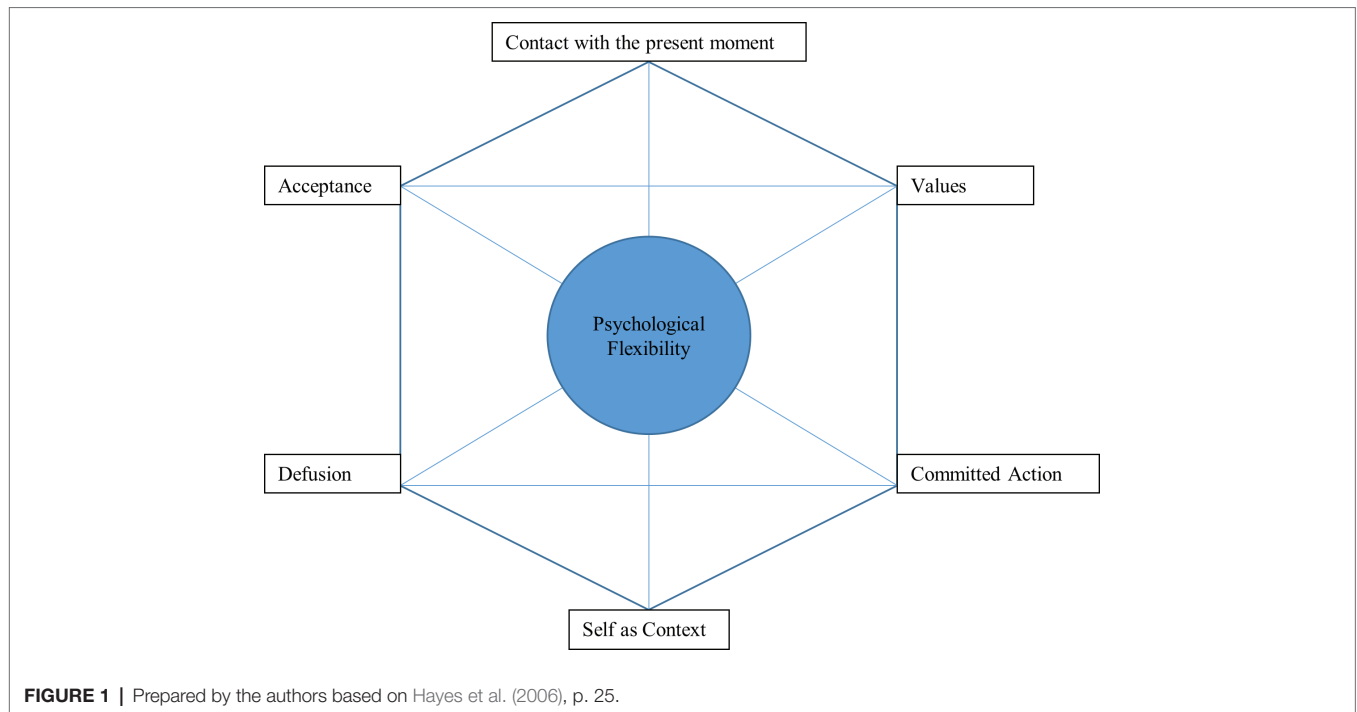 Contact with the present moment
Acceptance
Values
Psychological
Flexibility
Defusion
Committed Action
Self as Context
FIGURE 1 | Prepared by the authors based on Hayes et al. (2006), p. 25.